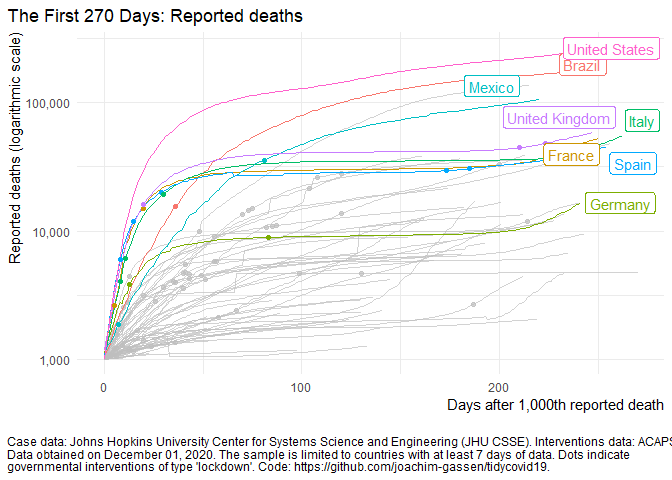 The First 270 Days: Reported deaths
Reported deaths (logarithmic scale)
100,000
10,000
1,000
United States
Brazil
Mexico
United Kingdom
Italy
France
Spain
Germany
0
100
200
Days after 1,000th reported death
Case data: Johns Hopkins University Center for Systems Science and Engineering (JHU CSSE). Interventions data: ACAPS
Data obtained on December 01, 2020. The sample is limited to countries with at least 7 days of data. Dots indicate
governmental interventions of type 'lockdown'. Code: https://github.com/joachim-gassen/tidycovid19.